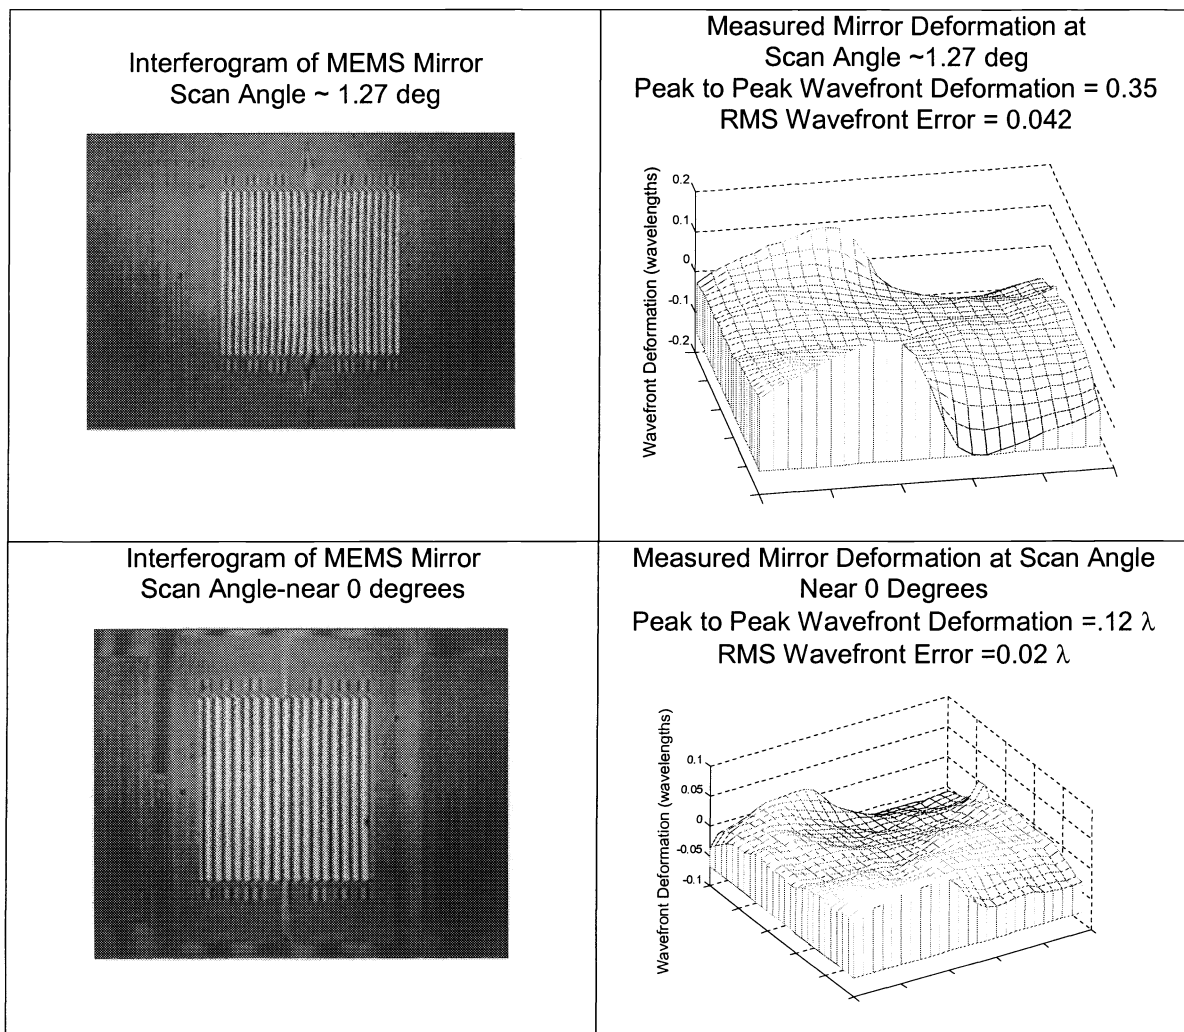 Interferogram of MEMS Mirror
Scan Angle ~ 1.27 deg
Measured Mirror Deformation at
Scan Angle ~1.27 deg
Peak to Peak Wavefront Deformation = 0.35
RMS Wavefront Error = 0.042
Wavefront Deformation (wavelengths)
0.2
0.1
0
-0.1
-0.2
Interferogram of MEMS Mirror
Scan Angle-near 0 degrees
Measured Mirror Deformation at Scan Angle
Near 0 Degrees
Peak to Peak Wavefront Deformation =.12 λ
RMS Wavefront Error =0.02 λ
Wavefront Deformation (wavelengths)
0.1
0.05
0
-0.05
-0.1